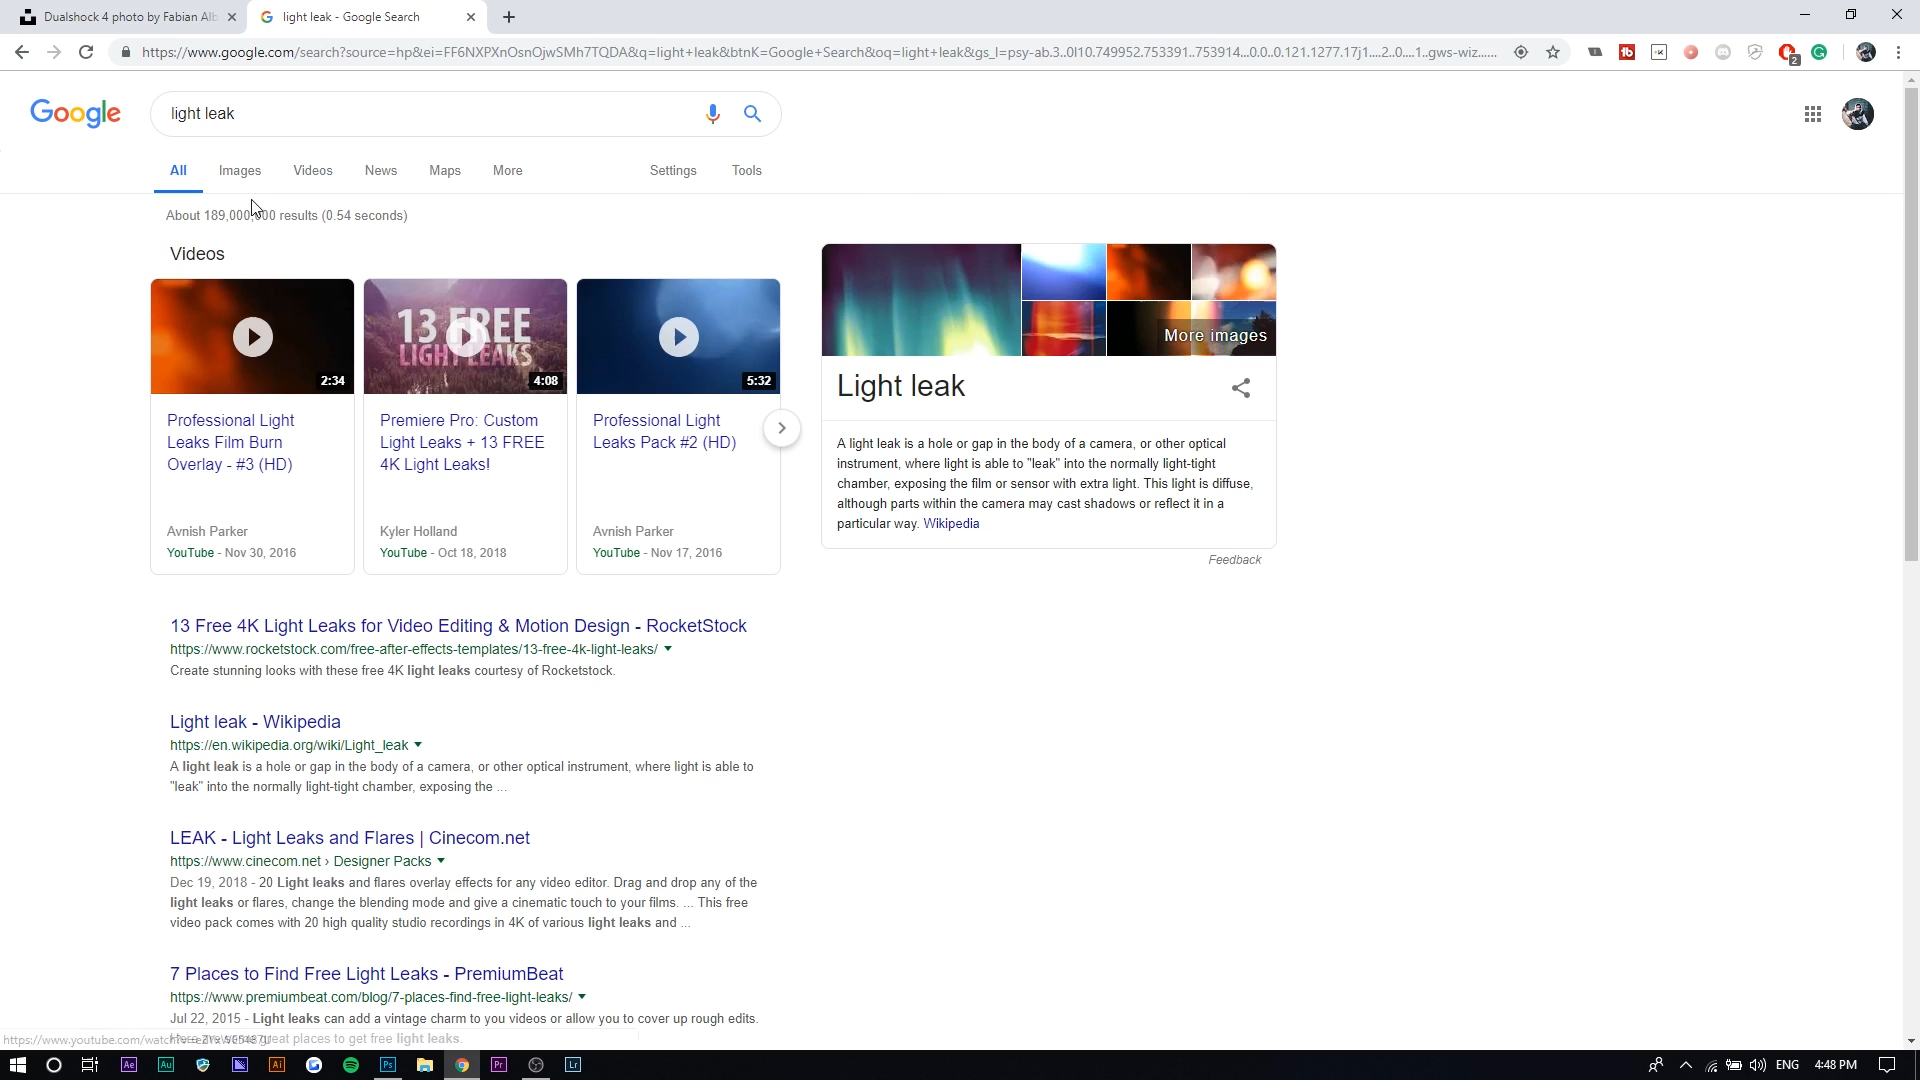 Dualshock 4 photo by Fabian Alb
light leak - Google Search
https://www.google.com/search?source=hp&ei=FF6NXPXnOsnOjwSMh7TQDA&q=light+leak&btnK=Google+Search&oq=light+leak&gs_l=psy-ab.3..0l10.749952.753391..753914...0.0..0.121.1277.17j1....2..0....1..gws-wiz......
2
Google
light leak
All Images Videos News Maps More Settings Tools
About 189,000,000 results (0.54 seconds)
Videos
2:34
13 FREE
LIGHT LEAKS
4:08
5:32
Professional Light
Leaks Film Burn
Overlay - #3 (HD)
Avnish Parker
YouTube - Nov 30, 2016
Premiere Pro: Custom
Light Leaks + 13 FREE
4K Light Leaks!
Kyler Holland
YouTube - Oct 18, 2018
Professional Light
Leaks Pack #2 (HD)
Avnish Parker
YouTube - Nov 17, 2016
More images
Light leak
A light leak is a hole or gap in the body of a camera, or other optical
instrument, where light is able to "leak" into the normally light-tight
chamber, exposing the film or sensor with extra light. This light is diffuse,
although parts within the camera may cast shadows or reflect it in a
particular way. Wikipedia
Feedback
13 Free 4K Light Leaks for Video Editing & Motion Design - RocketStock
https://www.rocketstock.com/free-after-effects-templates/13-free-4k-light-leaks/
Create stunning looks with these free 4K light leaks courtesy of Rocketstock.
Light leak - Wikipedia
https://en.wikipedia.org/wiki/Light_leak
A light leak is a hole or gap in the body of a camera, or other optical instrument, where light is able to
"leak" into the normally light-tight chamber, exposing the ...
LEAK - Light Leaks and Flares | Cinecom.net
https://www.cinecom.net › Designer Packs
Dec 19, 2018 - 20 Light leaks and flares overlay effects for any video editor. Drag and drop any of the
light leaks or flares, change the blending mode and give a cinematic touch to your films. ... This free
video pack comes with 20 high quality studio recordings in 4K of various light leaks and ...
7 Places to Find Free Light Leaks - PremiumBeat
https://www.premiumbeat.com/blog/7-places-find-free-light-leaks/
Jul 22, 2015 - Light leaks can add a vintage charm to you videos or allow you to cover up rough edits.
great places to get free light leaks.
Ae Au Ai Ps Pr Lr
ENG 4:48 PM